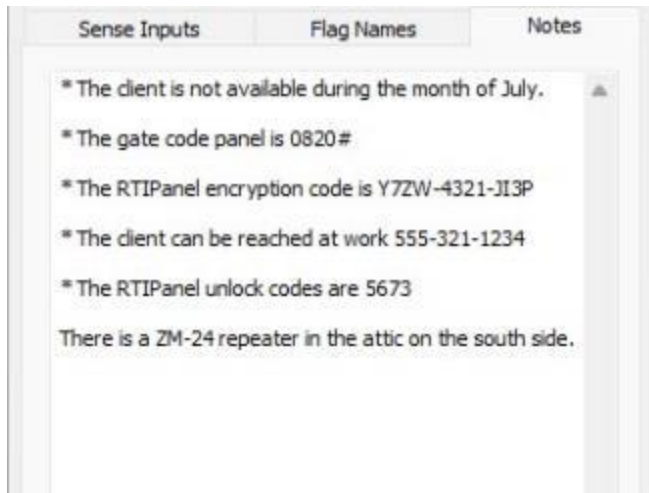 Sense Inputs Flag Names Notes
* The client is not available during the month of July.
* The gate code panel is 0820#
* The RTIPanel encryption code is Y7ZW-4321-JI3P
* The client can be reached at work 555-321-1234
* The RTIPanel unlock codes are 5673
There is a ZM-24 repeater in the attic on the south side.